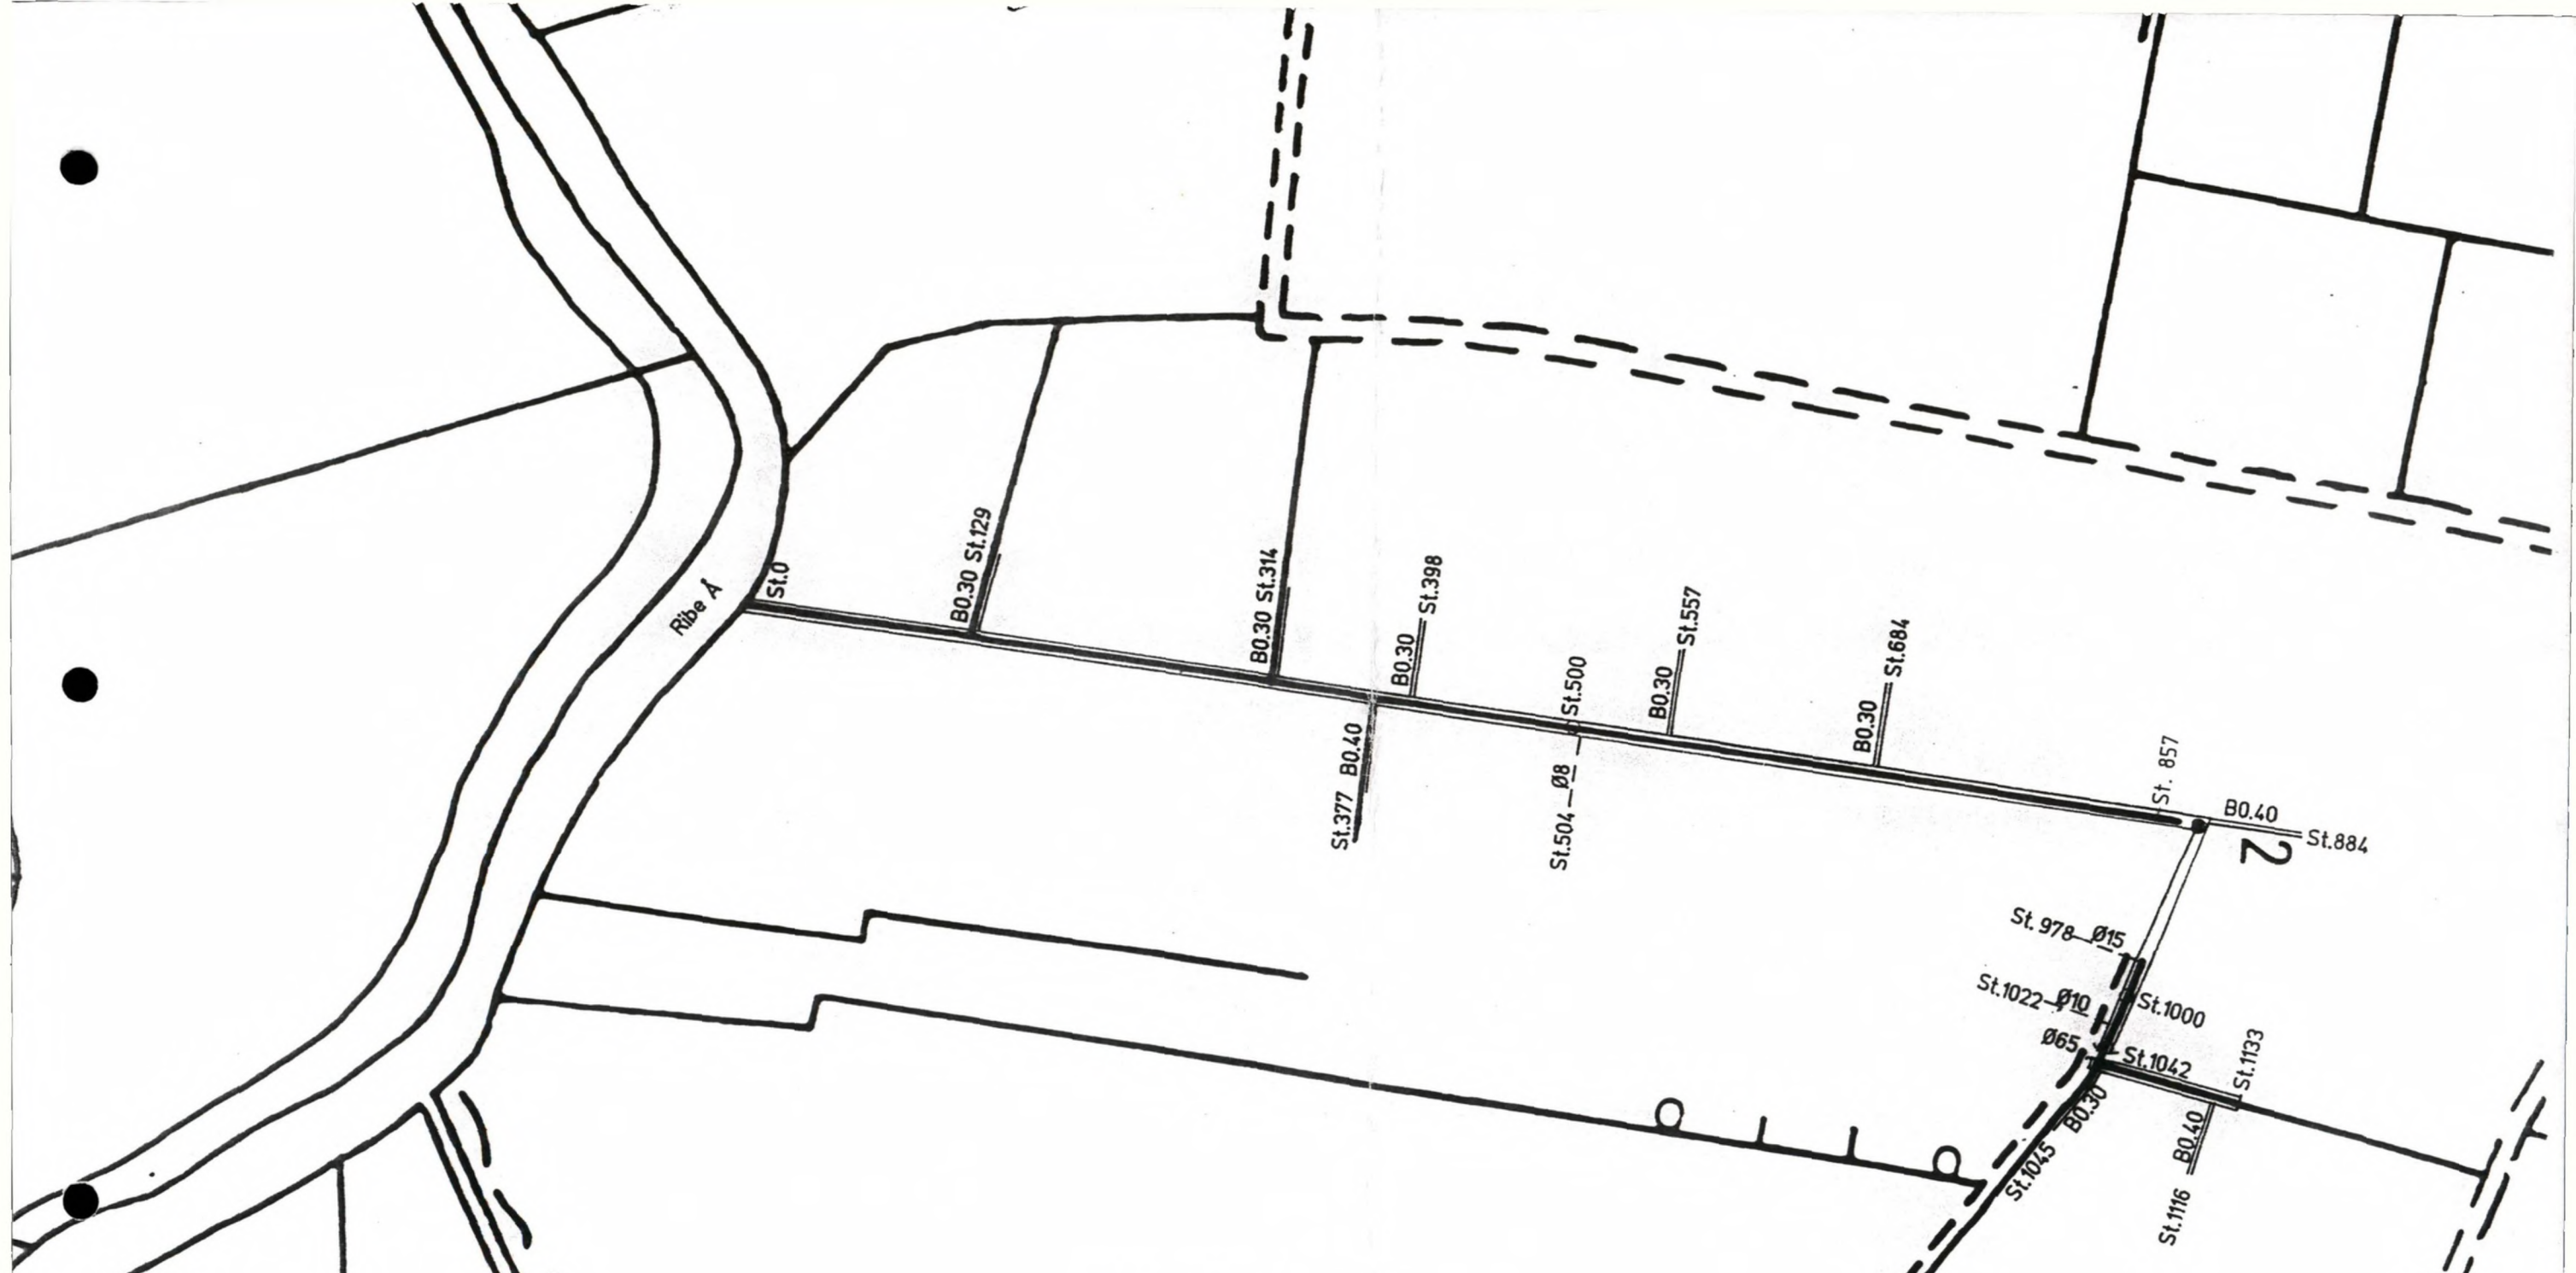 Ribe Å
St.0
B0.30 St.129
B0.30 St.314
St.377 B0.40
B0.30 St.398
St.500
St.504 Ø8
B0.30 St.557
B0.30 St.684
St. 857
B0.40 St.884
2
St. 978 Ø15
St.1000
St.1022 Ø10
Ø65
St.1042
St.1045 B0.30
St.1116 B0.40
St.1133